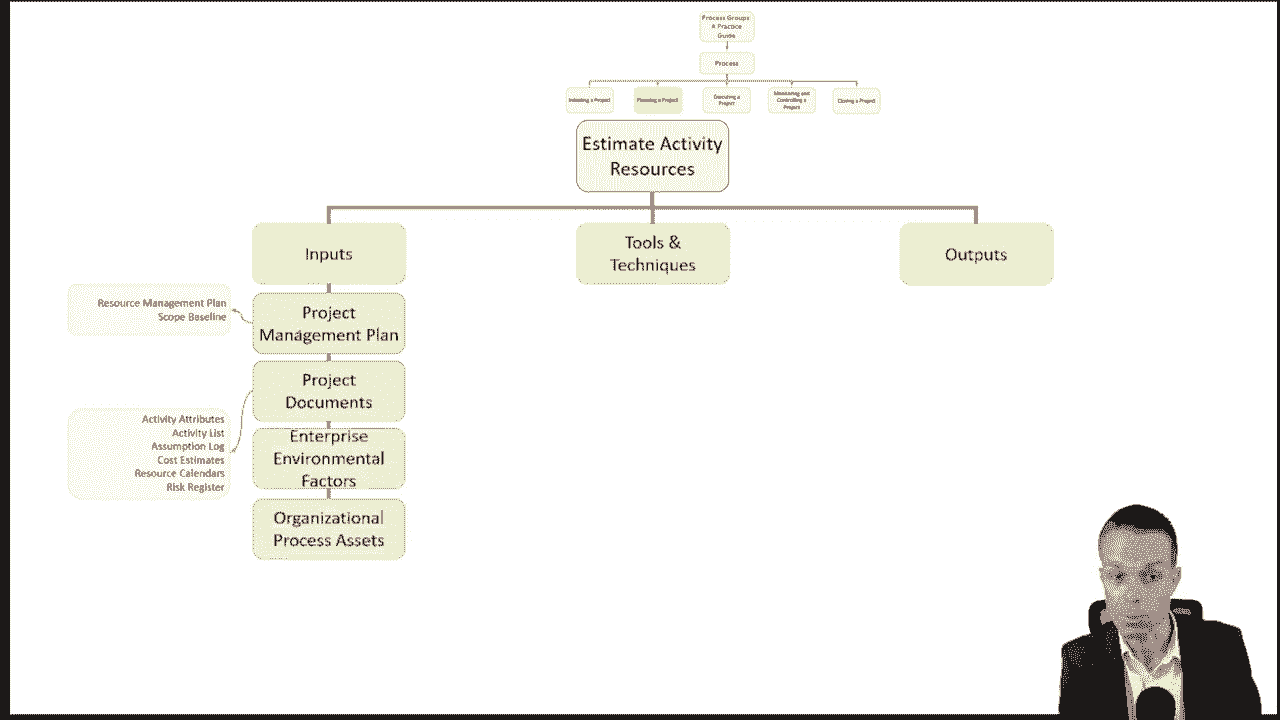 Process Groups
A Practice
Guide
Process
Initiating a Project
Planning a Project
Executing a
Project
Monitoring and
Controlling a
Project
Closing a Project
Estimate Activity
Resources
Inputs
Tools &
Techniques
Outputs
Project
Management Plan
Resource Management Plan
Scope Baseline
Project
Documents
Activity Attributes
Activity List
Assumption Log
Cost Estimates
Resource Calendars
Risk Register
Enterprise
Environmental
Factors
Organizational
Process Assets